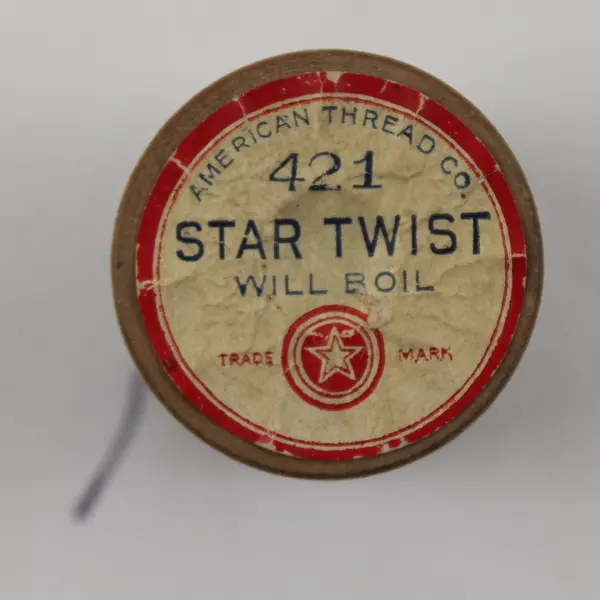 AMERICAN THREAD CO.
421
STAR TWIST
WILL BOIL
TRADE MARK